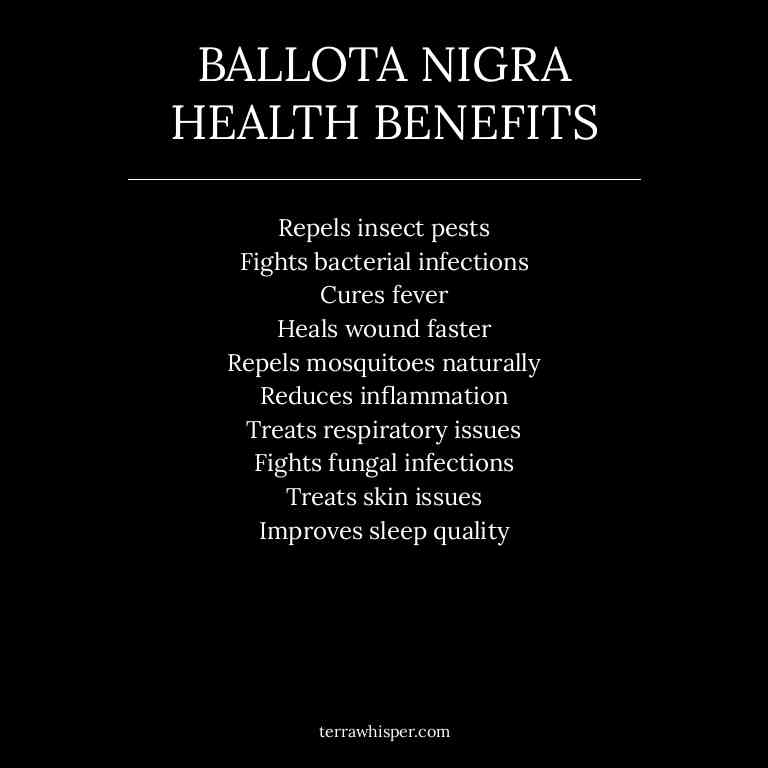 BALLOTA NIGRA
HEALTH BENEFITS
Repels insect pests
Fights bacterial infections
Cures fever
Heals wound faster
Repels mosquitoes naturally
Reduces inflammation
Treats respiratory issues
Fights fungal infections
Treats skin issues
Improves sleep quality
terrawhisper.com